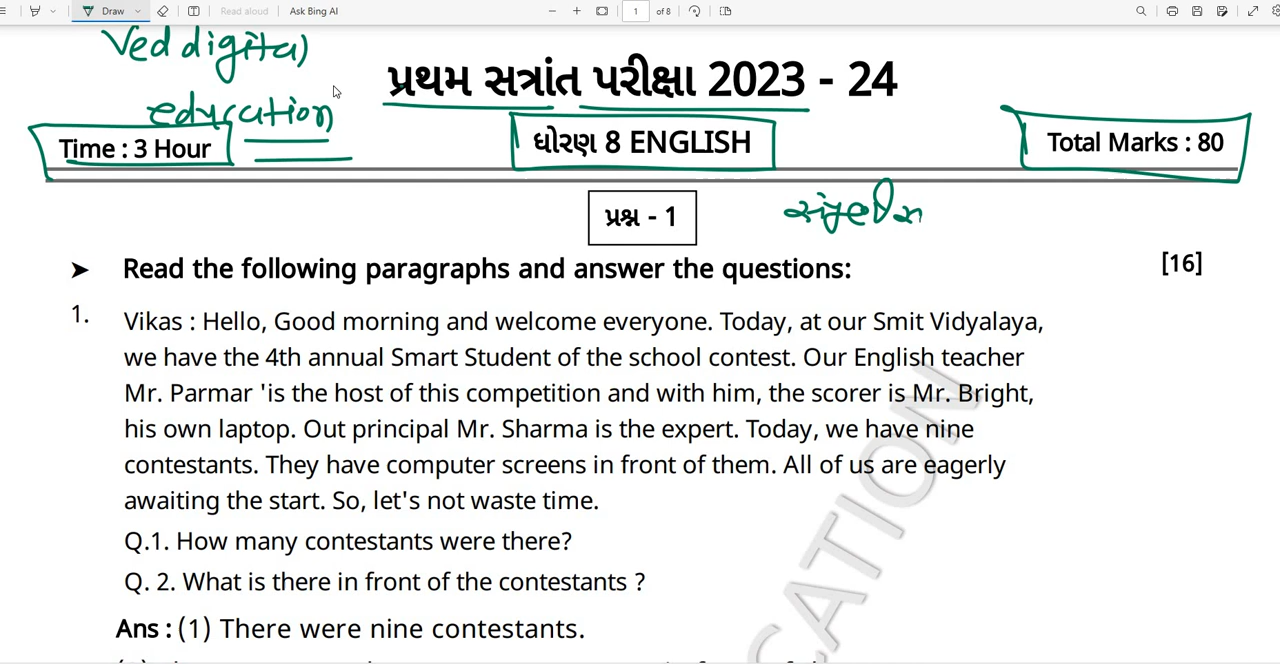 Draw
Read aloud
Ask Bing AI
1
of 8
Ved digital
education
પ્રથમ સત્રાંત પરીક્ષા 2023 - 24
Time : 3 Hour
ધોરણ 8 ENGLISH
Total Marks : 80
પ્રશ્ન - 1
➤ Read the following paragraphs and answer the questions: [16]
1. Vikas : Hello, Good morning and welcome everyone. Today, at our Smit Vidyalaya,
we have the 4th annual Smart Student of the school contest. Our English teacher
Mr. Parmar 'is the host of this competition and with him, the scorer is Mr. Bright,
his own laptop. Out principal Mr. Sharma is the expert. Today, we have nine
contestants. They have computer screens in front of them. All of us are eagerly
awaiting the start. So, let's not waste time.
Q.1. How many contestants were there?
Q. 2. What is there in front of the contestants ?
Ans : (1) There were nine contestants.
CATION